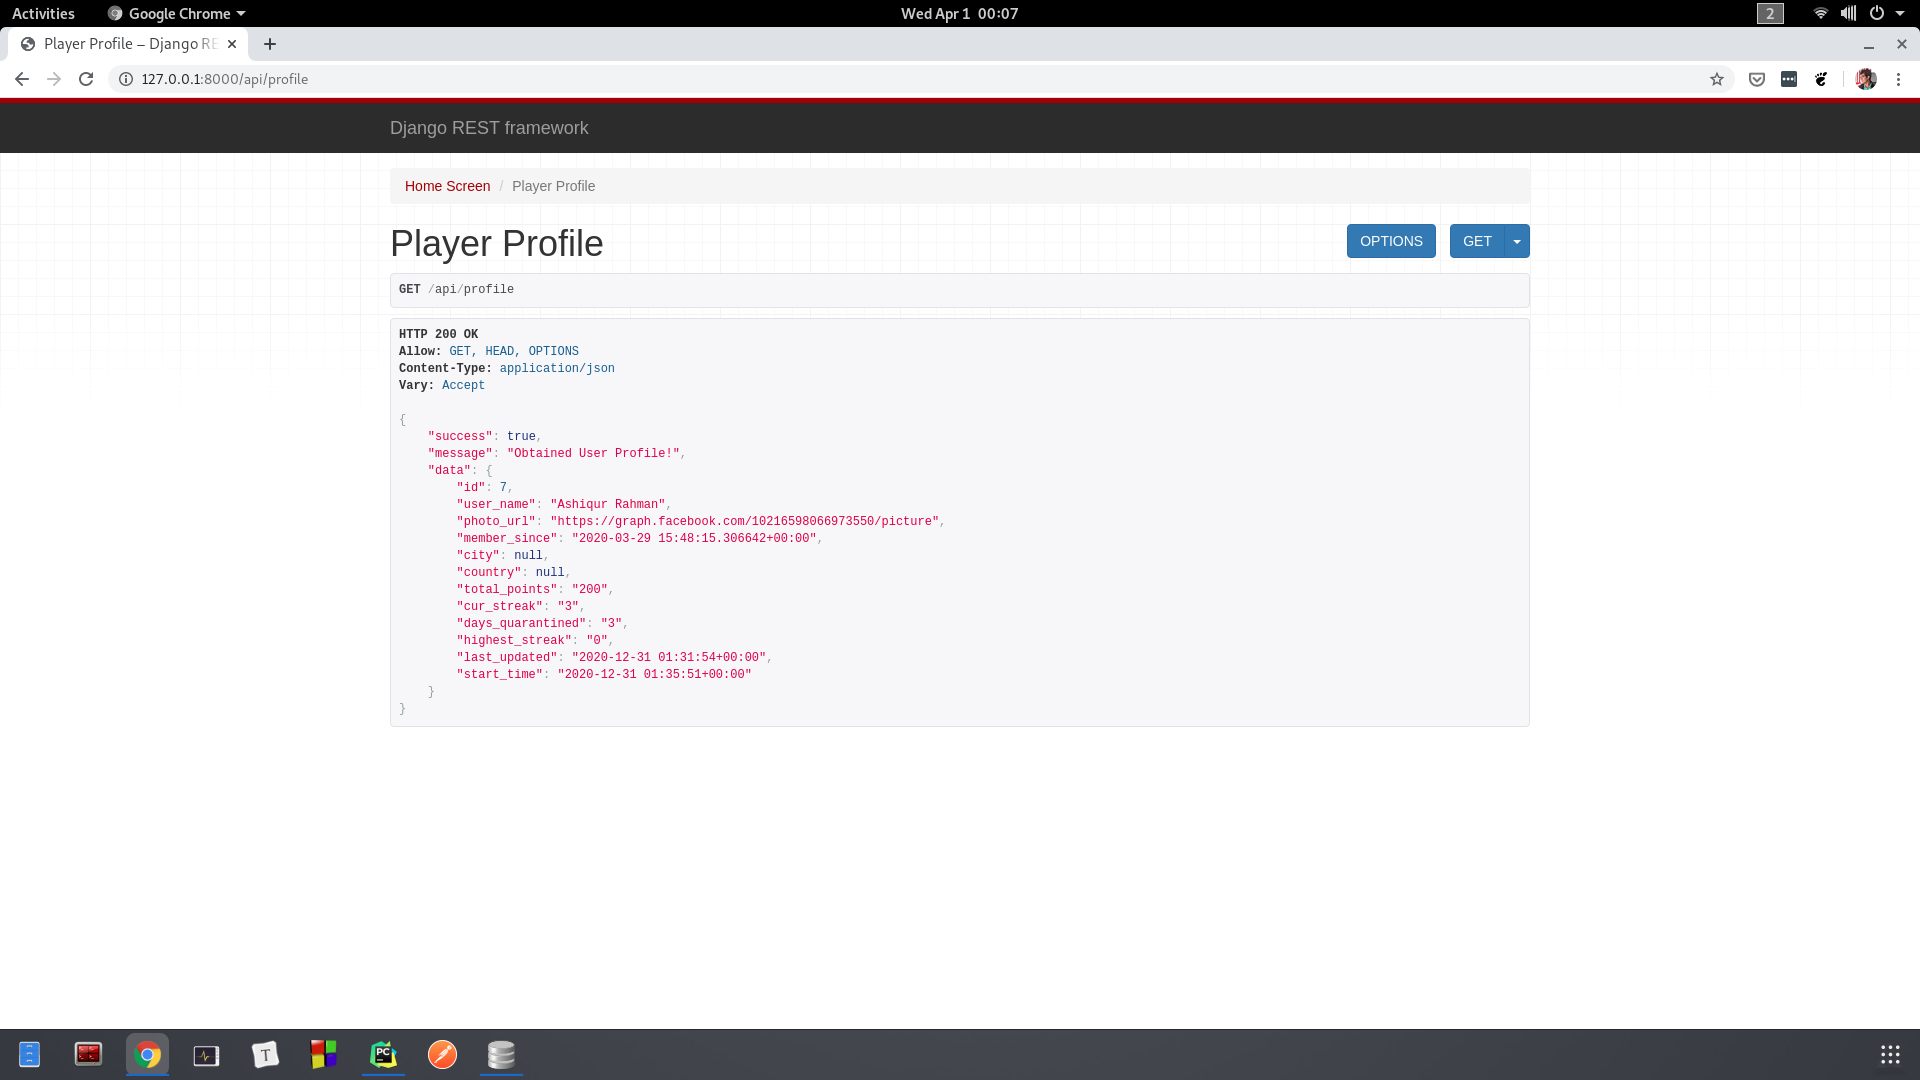 Activities
Google Chrome
Wed Apr 1 00:07
2
Player Profile – Django RE
127.0.0.1:8000/api/profile
Django REST framework
Home Screen / Player Profile
Player Profile
OPTIONS
GET
GET /api/profile
HTTP 200 OK
Allow: GET, HEAD, OPTIONS
Content-Type: application/json
Vary: Accept
{
    "success": true,
    "message": "Obtained User Profile!",
    "data": {
        "id": 7,
        "user_name": "Ashiqur Rahman",
        "photo_url": "https://graph.facebook.com/10216598066973550/picture",
        "member_since": "2020-03-29 15:48:15.306642+00:00",
        "city": null,
        "country": null,
        "total_points": "200",
        "cur_streak": "3",
        "days_quarantined": "3",
        "highest_streak": "0",
        "last_updated": "2020-12-31 01:31:54+00:00",
        "start_time": "2020-12-31 01:35:51+00:00"
    }
}
T
PC